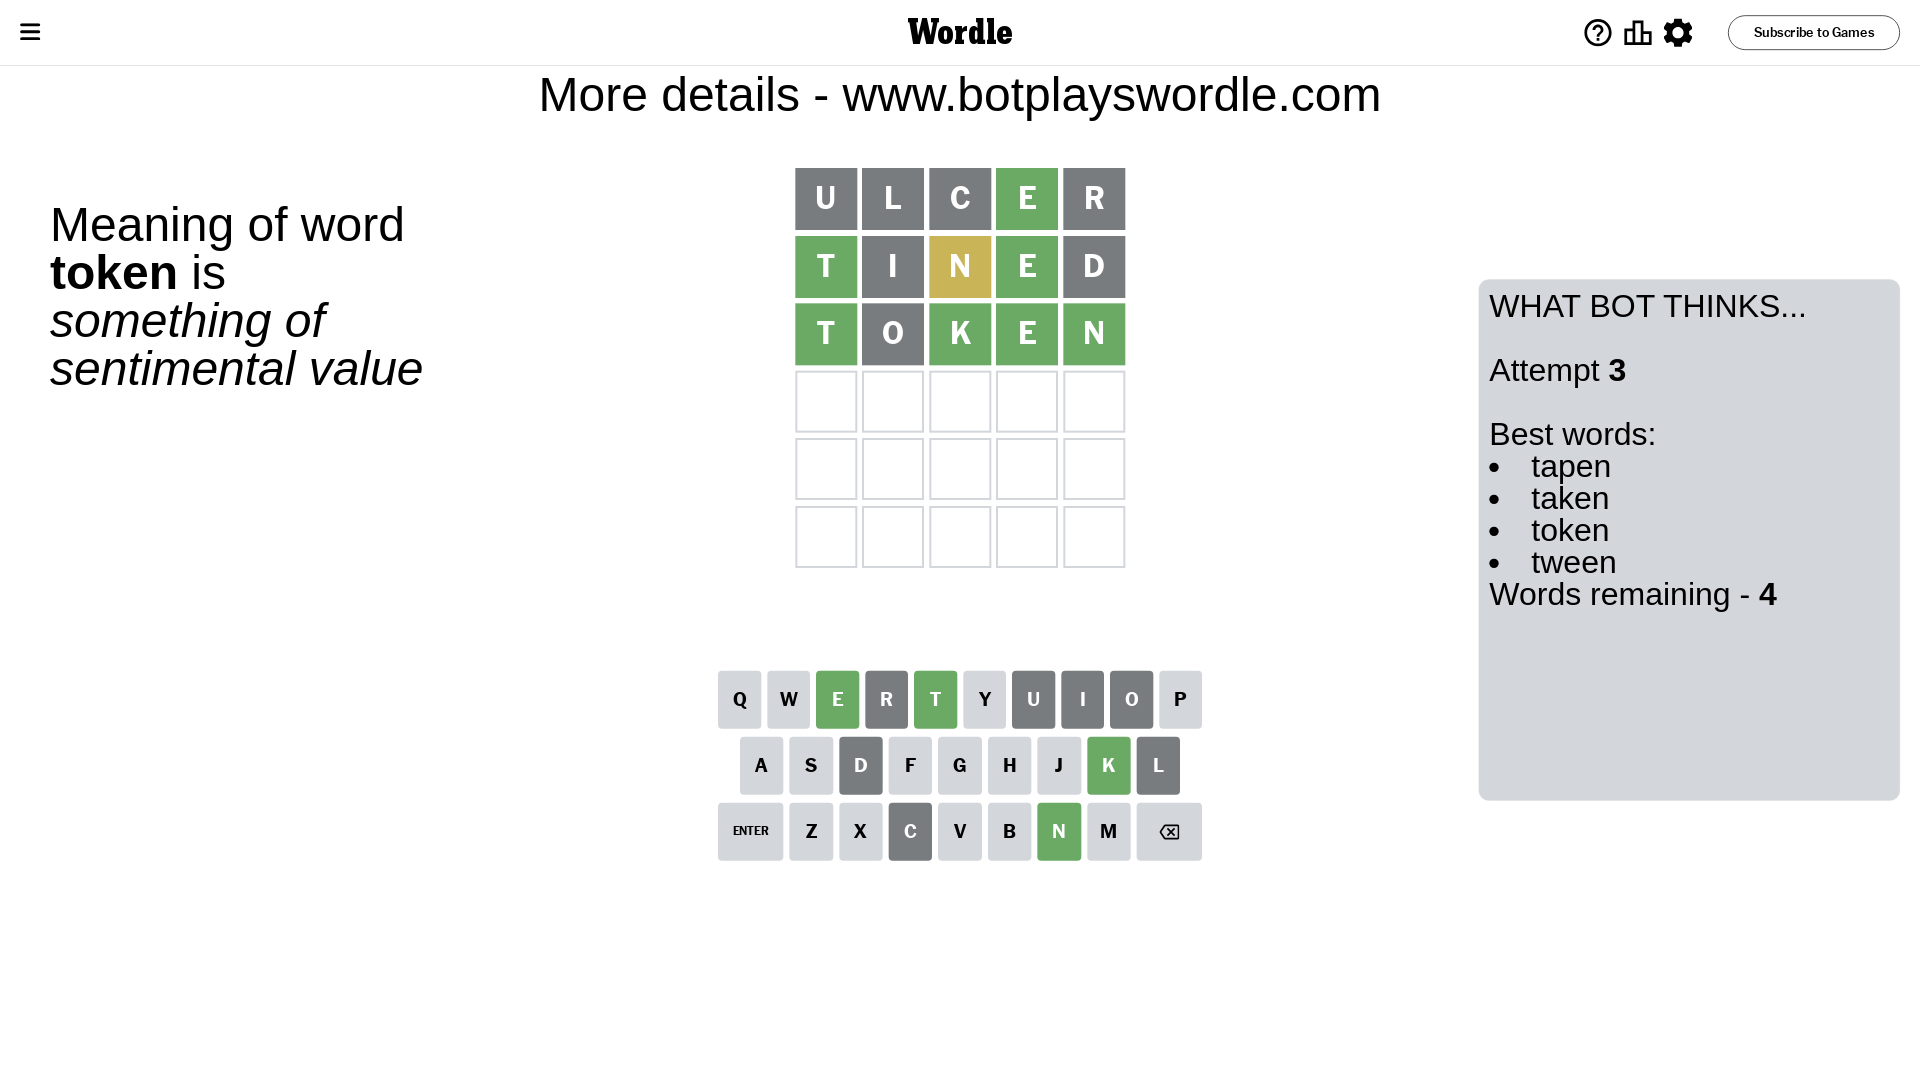 Wordle
Subscribe to Games
More details - www.botplayswordle.com
Meaning of word
token is
something of
sentimental value
U L C E R
T I N E D
T O K E N
WHAT BOT THINKS...
Attempt 3
Best words:
• tapen
• taken
• token
• tween
Words remaining - 4
Q W E R T Y U I O P
A S D F G H J K L
ENTER Z X C V B N M